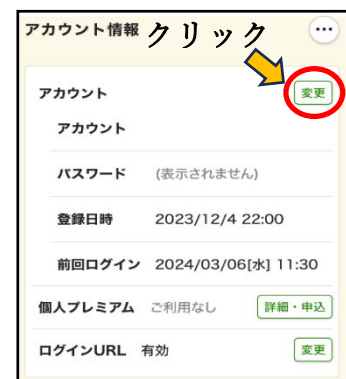 アカウント情報 クリック
アカウント 変更
アカウント
パスワード (表示されません)
登録日時 2023/12/4 22:00
前回ログイン 2024/03/06[水] 11:30
個人プレミアム ご利用なし 詳細・申込
ログインURL 有効 変更